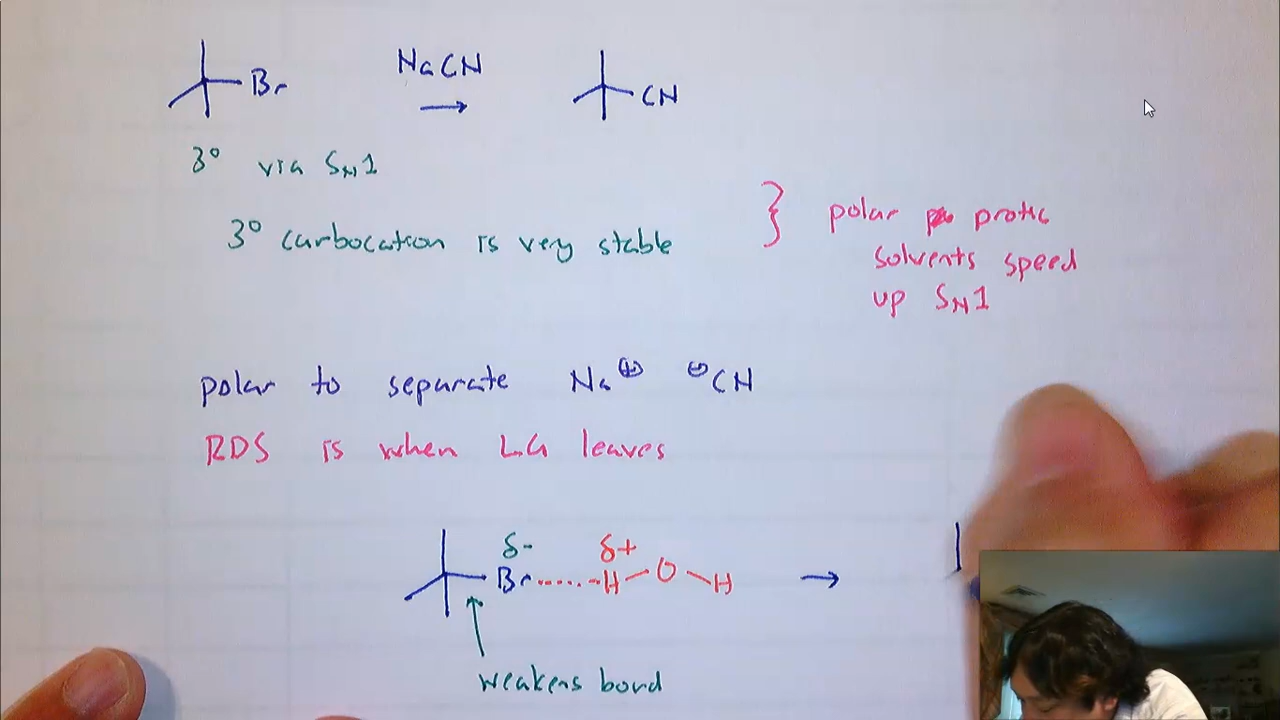 Br NaCN → CN
3° via SN1
3° carbocation is very stable } polar protic
solvents speed
up SN1
polar to separate Na⊕ ⊖CN
RDS is when LG leaves
δ- δ+
Br H O H →
weakens bond